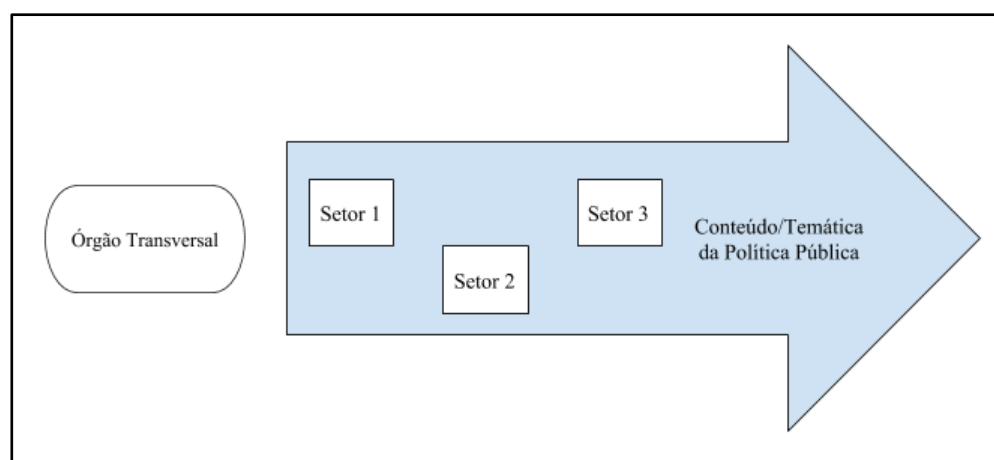 Órgão Transversal
Setor 1
Setor 2
Setor 3
Conteúdo/Temática
da Política Pública